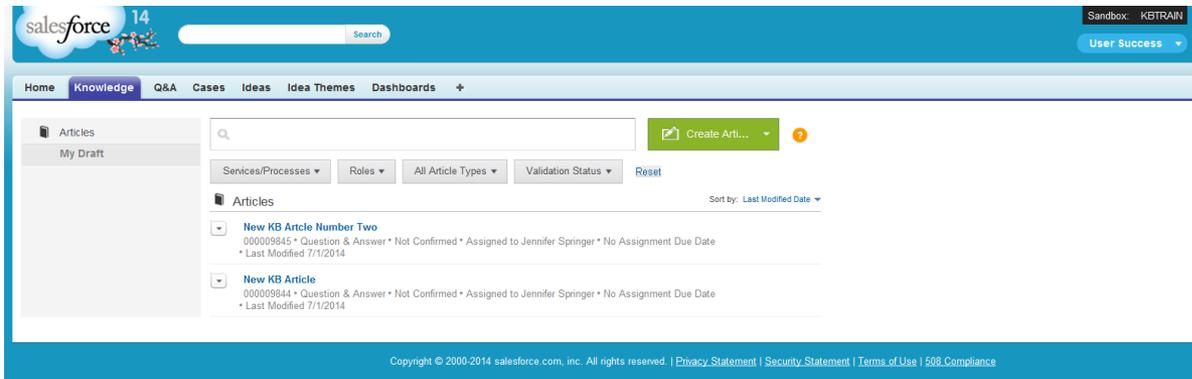 salesforce 14
Search
Sandbox: KBTRAIN
User Success
Home Knowledge Q&A Cases Ideas Idea Themes Dashboards +
Articles
My Draft
Create Arti... ?
Services/Processes Roles All Article Types Validation Status Reset
Articles
Sort by: Last Modified Date
New KB Artcle Number Two
000009845 • Question & Answer • Not Confirmed • Assigned to Jennifer Springer • No Assignment Due Date
• Last Modified 7/1/2014
New KB Article
000009844 • Question & Answer • Not Confirmed • Assigned to Jennifer Springer • No Assignment Due Date
• Last Modified 7/1/2014
Copyright © 2000-2014 salesforce.com, inc. All rights reserved. | Privacy Statement | Security Statement | Terms of Use | 508 Compliance